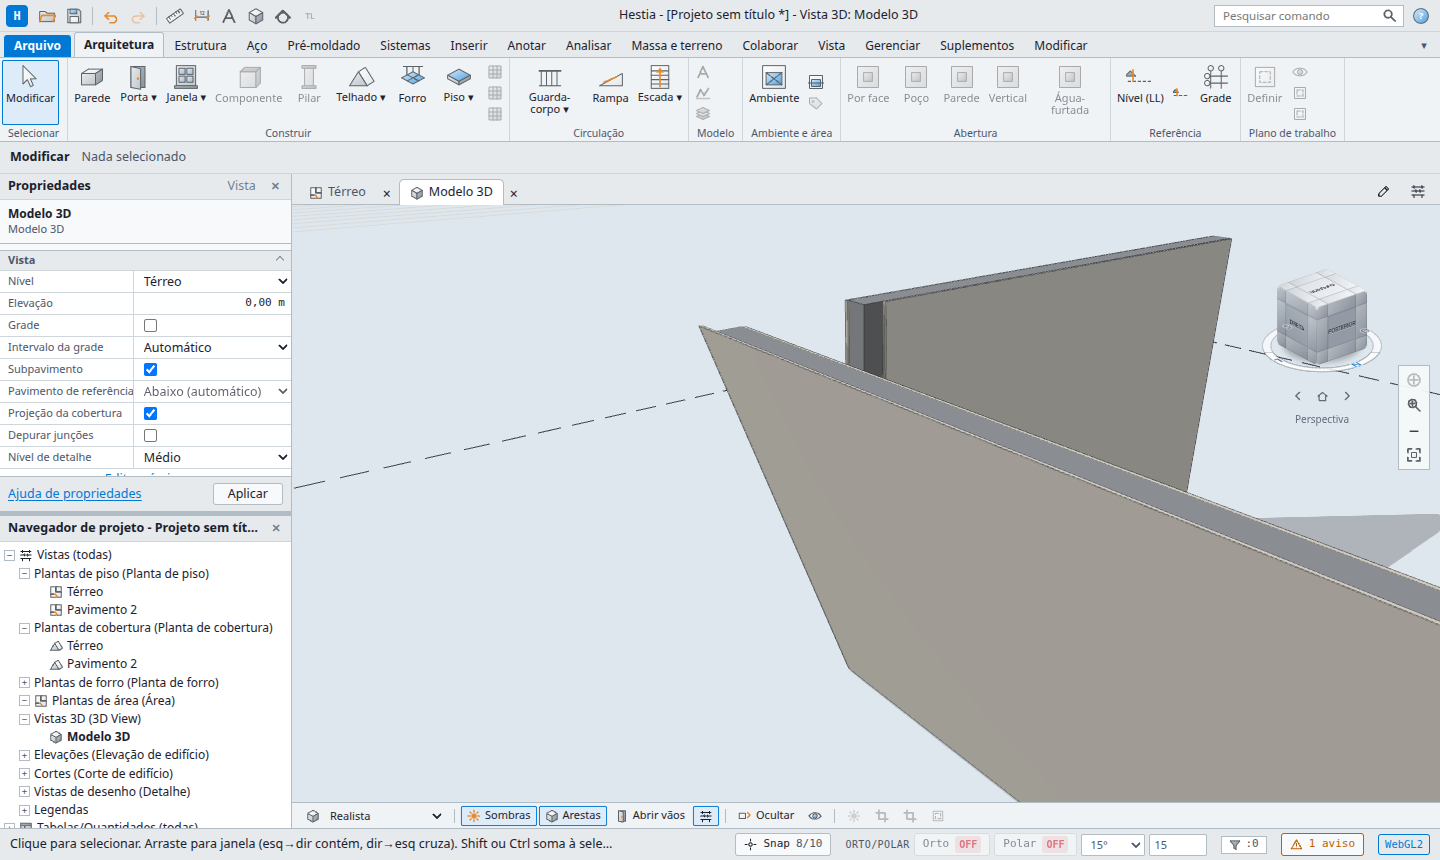 H
TL
Hestia - [Projeto sem título *] - Vista 3D: Modelo 3D
Pesquisar comando
?
Arquivo
Arquitetura
Estrutura
Aço
Pré-moldado
Sistemas
Inserir
Anotar
Analisar
Massa e terreno
Colaborar
Vista
Gerenciar
Suplementos
Modificar
Modificar
Parede
Porta ▾
Janela ▾
Componente
Pilar
Telhado ▾
Forro
Piso ▾
Guarda-corpo ▾
Rampa
Escada ▾
Ambiente
Por face
Poço
Parede
Vertical
Água-furtada
Nível (LL)
Grade
Definir
Selecionar
Construir
Circulação
Modelo
Ambiente e área
Abertura
Referência
Plano de trabalho
Modificar Nada selecionado
Propriedades
Vista
Modelo 3D
Modelo 3D
Vista
Nível
Térreo
Elevação
0,00 m
Grade
Intervalo da grade
Automático
Subpavimento
Pavimento de referência
Abaixo (automático)
Projeção da cobertura
Depurar junções
Nível de detalhe
Médio
Ajuda de propriedades
Aplicar
Navegador de projeto - Projeto sem tít...
Vistas (todas)
Plantas de piso (Planta de piso)
Térreo
Pavimento 2
Plantas de cobertura (Planta de cobertura)
Térreo
Pavimento 2
Plantas de forro (Planta de forro)
Plantas de área (Área)
Vistas 3D (3D View)
Modelo 3D
Elevações (Elevação de edifício)
Cortes (Corte de edifício)
Vistas de desenho (Detalhe)
Legendas
Tabelas/Quantidades (todas)
Térreo
Modelo 3D
POSTERIOR
Perspectiva
Realista
Sombras
Arestas
Abrir vãos
Ocultar
Clique para selecionar. Arraste para janela (esq→dir contém, dir→esq cruza). Shift ou Ctrl soma à sele...
Snap 8/10
ORTO/POLAR
Orto OFF
Polar OFF
15°
15
:0
1 aviso
WebGL2